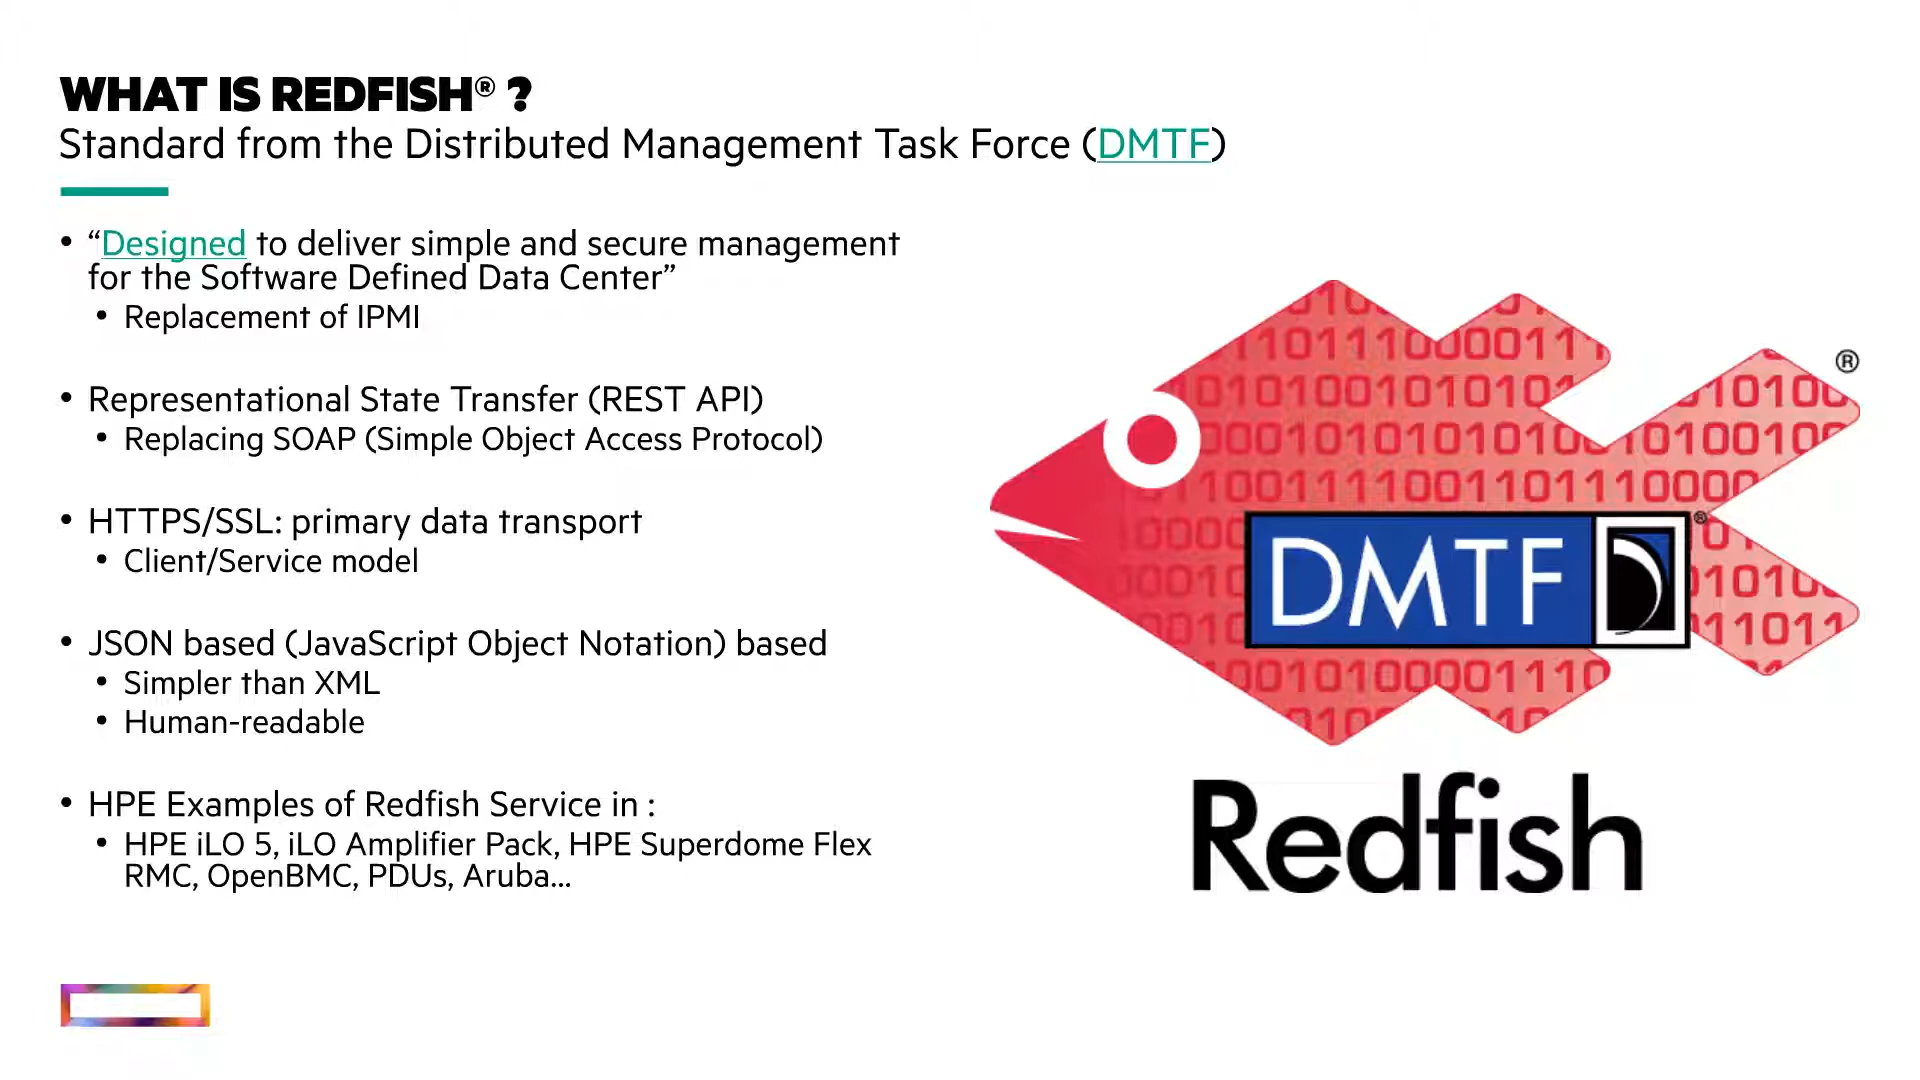 WHAT IS REDFISH® ?
Standard from the Distributed Management Task Force (DMTF)
• “Designed to deliver simple and secure management
for the Software Defined Data Center”
• Replacement of IPMI
• Representational State Transfer (REST API)
• Replacing SOAP (Simple Object Access Protocol)
• HTTPS/SSL: primary data transport
• Client/Service model
• JSON based (JavaScript Object Notation) based
• Simpler than XML
• Human-readable
• HPE Examples of Redfish Service in :
• HPE iLO 5, iLO Amplifier Pack, HPE Superdome Flex
RMC, OpenBMC, PDUs, Aruba...
®
DMTF ®
Redfish